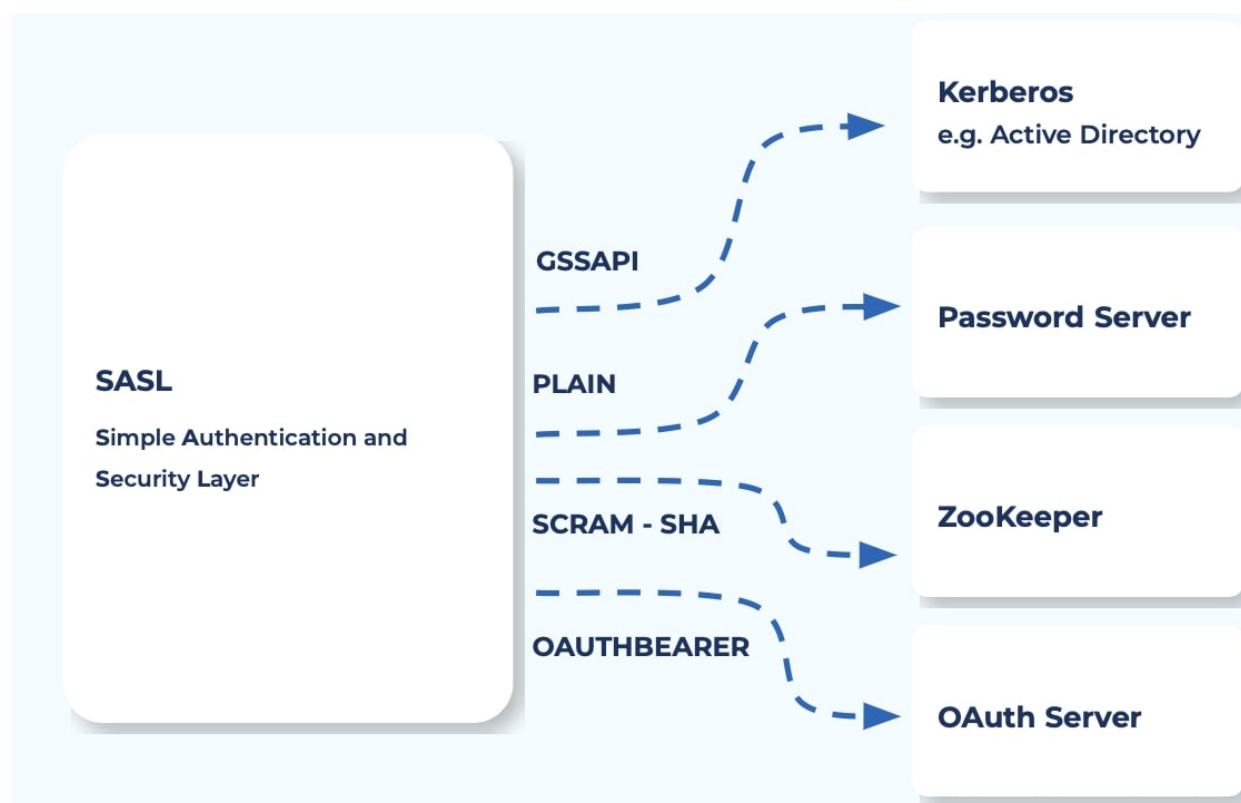 SASL
Simple Authentication and
Security Layer
GSSAPI
PLAIN
SCRAM - SHA
OAUTHBEARER
Kerberos
e.g. Active Directory
Password Server
ZooKeeper
OAuth Server